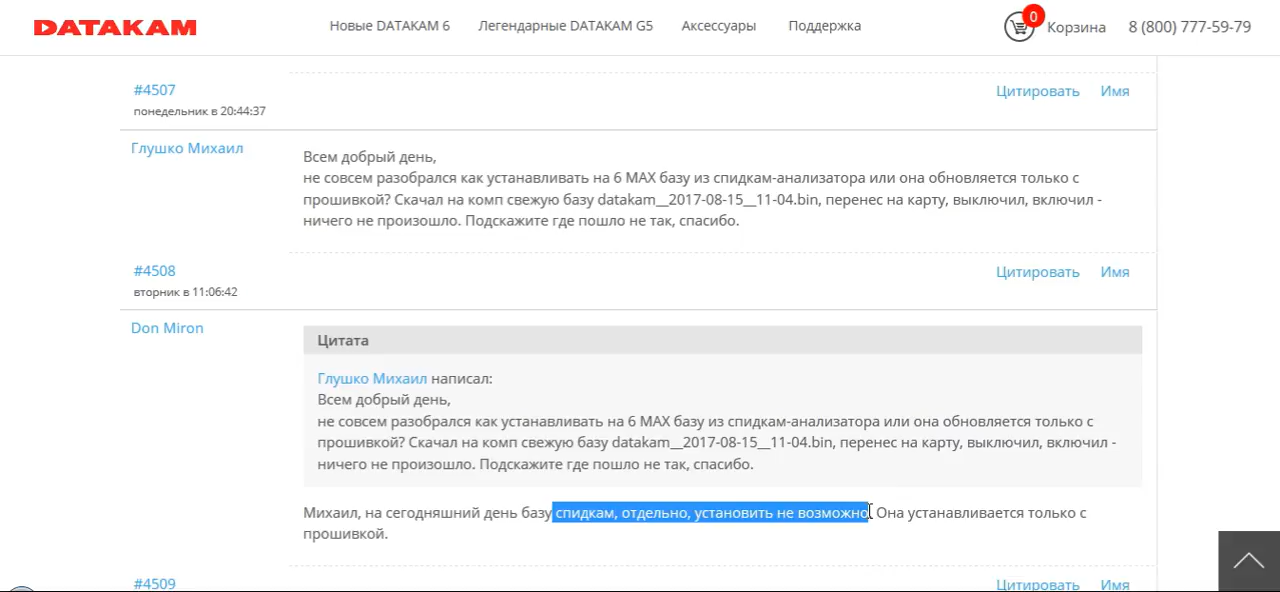 DATAKAM
Новые DATAKAM 6 Легендарные DATAKAM G5 Аксессуары Поддержка 0 Корзина 8 (800) 777-59-79
#4507 Цитировать Имя
понедельник в 20:44:37
Глушко Михаил
Всем добрый день,
не совсем разобрался как устанавливать на 6 MAX базу из спидкам-анализатора или она обновляется только с
прошивкой? Скачал на комп свежую базу datakam__2017-08-15__11-04.bin, перенес на карту, выключил, включил -
ничего не произошло. Подскажите где пошло не так, спасибо.
#4508 Цитировать Имя
вторник в 11:06:42
Don Miron
Цитата
Глушко Михаил написал:
Всем добрый день,
не совсем разобрался как устанавливать на 6 MAX базу из спидкам-анализатора или она обновляется только с
прошивкой? Скачал на комп свежую базу datakam__2017-08-15__11-04.bin, перенес на карту, выключил, включил -
ничего не произошло. Подскажите где пошло не так, спасибо.
Михаил, на сегодняшний день базу спидкам, отдельно, установить не возможно. Она устанавливается только с
прошивкой.
#4509 Цитировать Имя